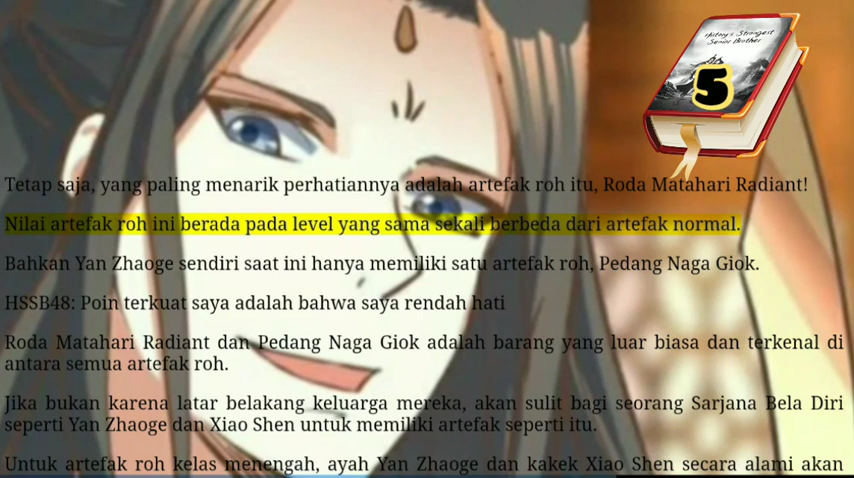 History's Strongest
Senior Brother
5
Tetap saja, yang paling menarik perhatiannya adalah artefak roh itu, Roda Matahari Radiant!
Nilai artefak roh ini berada pada level yang sama sekali berbeda dari artefak normal.
Bahkan Yan Zhaoge sendiri saat ini hanya memiliki satu artefak roh, Pedang Naga Giok.
HSSB48: Poin terkuat saya adalah bahwa saya rendah hati
Roda Matahari Radiant dan Pedang Naga Giok adalah barang yang luar biasa dan terkenal di
antara semua artefak roh.
Jika bukan karena latar belakang keluarga mereka, akan sulit bagi seorang Sarjana Bela Diri
seperti Yan Zhaoge dan Xiao Shen untuk memiliki artefak seperti itu.
Untuk artefak roh kelas menengah, ayah Yan Zhaoge dan kakek Xiao Shen secara alami akan